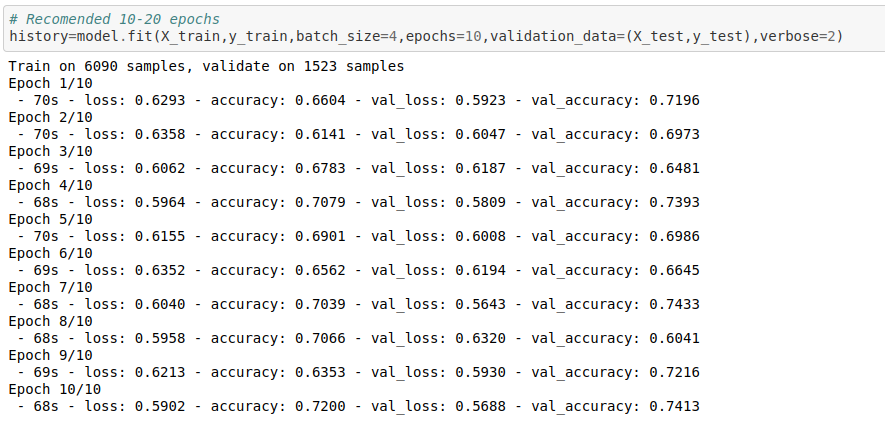 # Recomended 10-20 epochs
history=model.fit(X_train,y_train,batch_size=4,epochs=10,validation_data=(X_test,y_test),verbose=2)
Train on 6090 samples, validate on 1523 samples
Epoch 1/10
 - 70s - loss: 0.6293 - accuracy: 0.6604 - val_loss: 0.5923 - val_accuracy: 0.7196
Epoch 2/10
 - 70s - loss: 0.6358 - accuracy: 0.6141 - val_loss: 0.6047 - val_accuracy: 0.6973
Epoch 3/10
 - 69s - loss: 0.6062 - accuracy: 0.6783 - val_loss: 0.6187 - val_accuracy: 0.6481
Epoch 4/10
 - 68s - loss: 0.5964 - accuracy: 0.7079 - val_loss: 0.5809 - val_accuracy: 0.7393
Epoch 5/10
 - 70s - loss: 0.6155 - accuracy: 0.6901 - val_loss: 0.6008 - val_accuracy: 0.6986
Epoch 6/10
 - 69s - loss: 0.6352 - accuracy: 0.6562 - val_loss: 0.6194 - val_accuracy: 0.6645
Epoch 7/10
 - 68s - loss: 0.6040 - accuracy: 0.7039 - val_loss: 0.5643 - val_accuracy: 0.7433
Epoch 8/10
 - 68s - loss: 0.5958 - accuracy: 0.7066 - val_loss: 0.6320 - val_accuracy: 0.6041
Epoch 9/10
 - 69s - loss: 0.6213 - accuracy: 0.6353 - val_loss: 0.5930 - val_accuracy: 0.7216
Epoch 10/10
 - 68s - loss: 0.5902 - accuracy: 0.7200 - val_loss: 0.5688 - val_accuracy: 0.7413